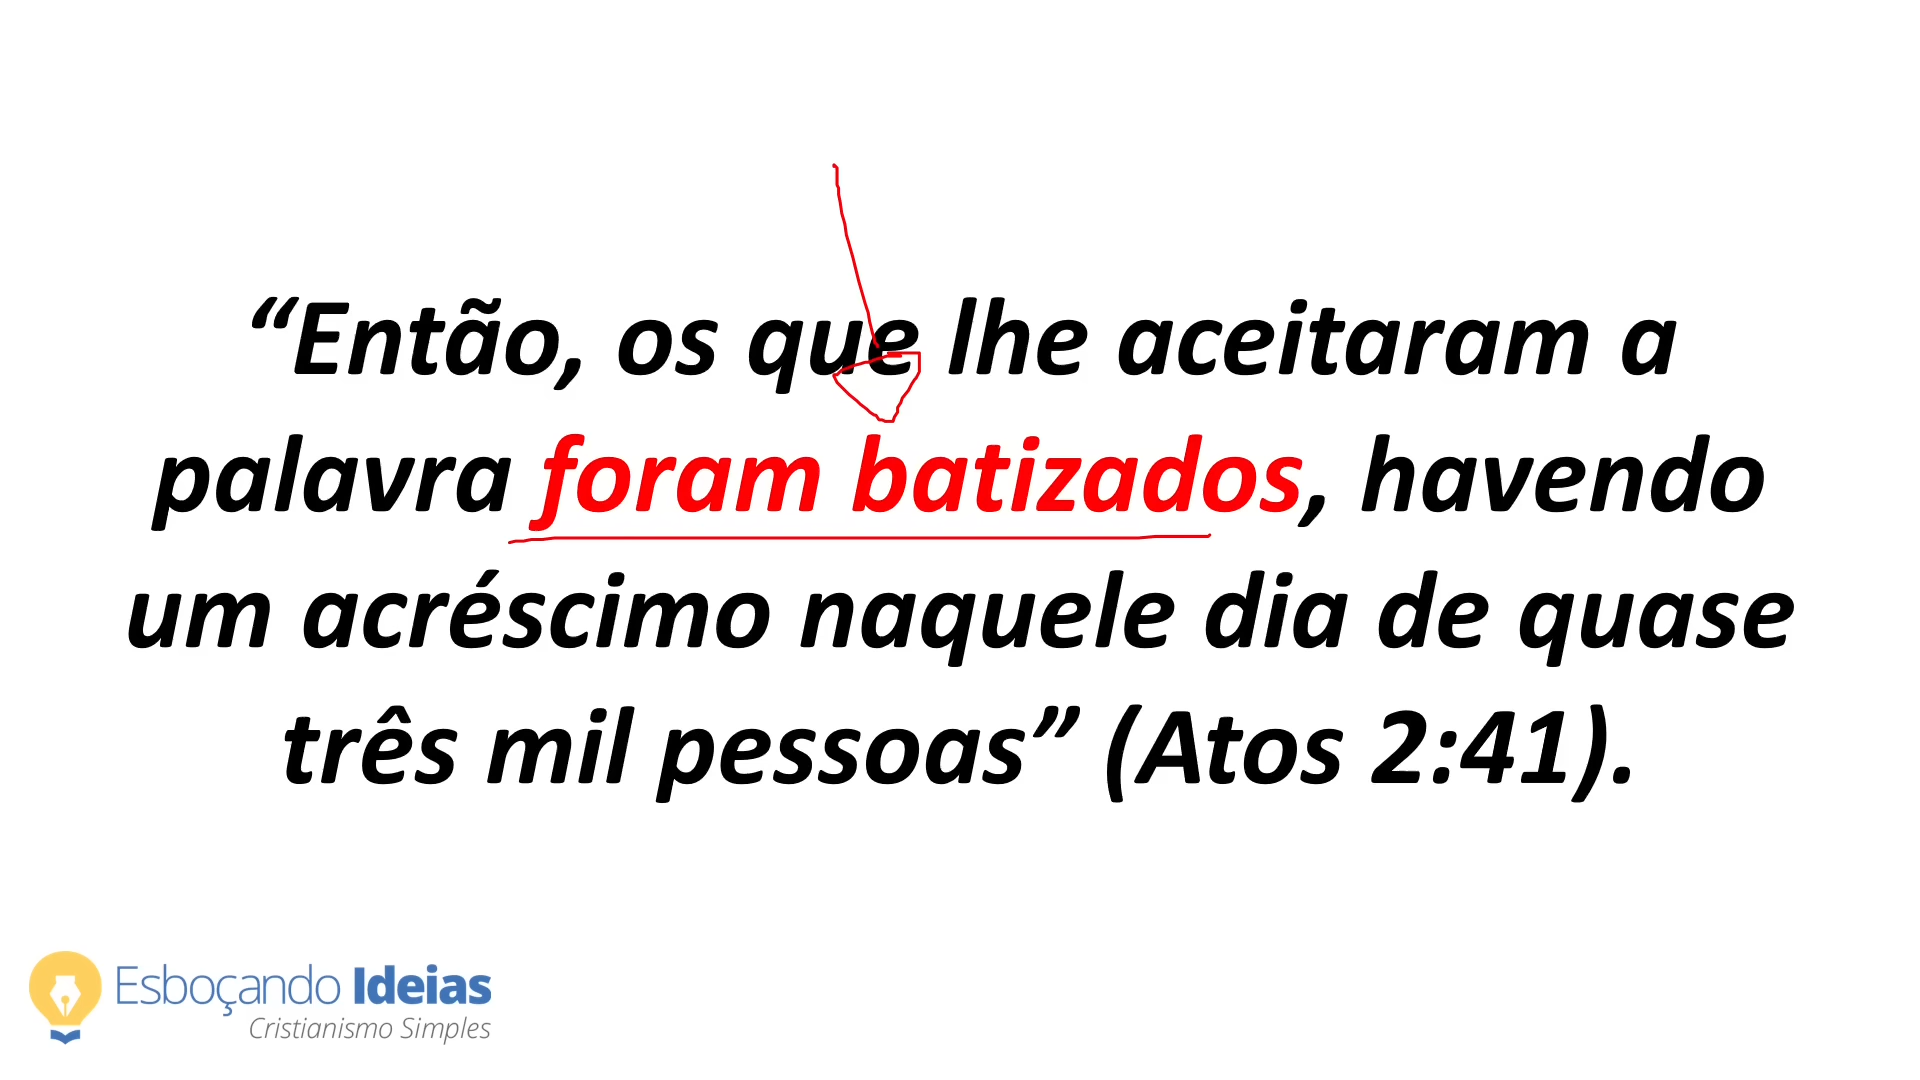 “Então, os que lhe aceitaram a
palavra foram batizados, havendo
um acréscimo naquele dia de quase
três mil pessoas” (Atos 2:41).
Esboçando Ideias
Cristianismo Simples